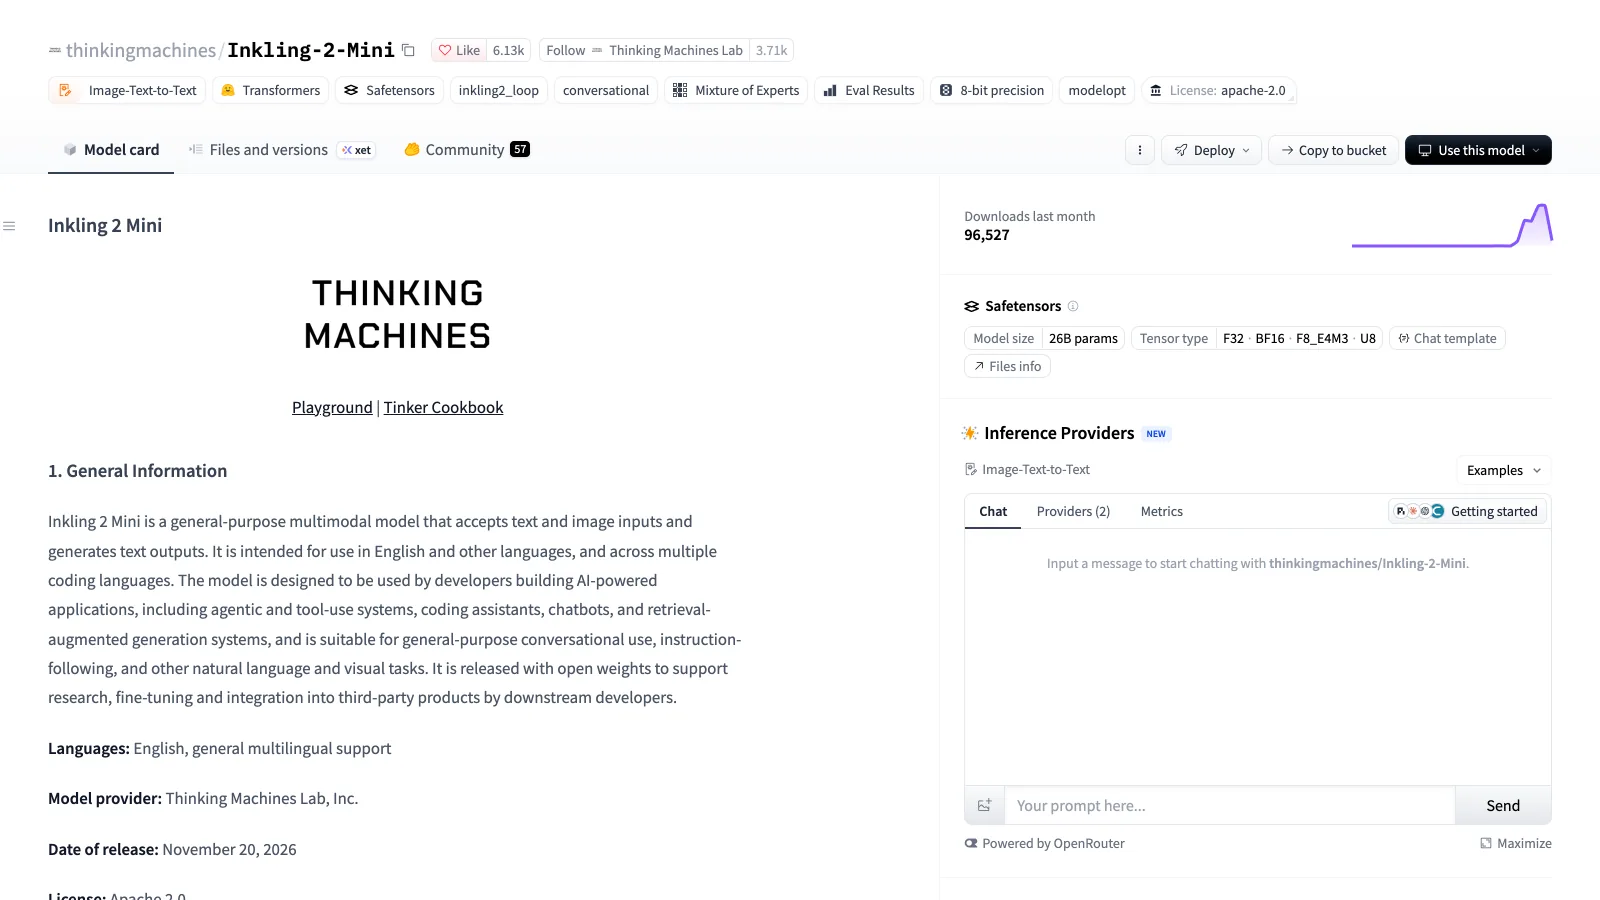 thinkingmachines/Inkling-2-Mini
Like 6.13k
Follow Thinking Machines Lab 3.71k
Image-Text-to-Text
Transformers
Safetensors
inkling2_loop
conversational
Mixture of Experts
Eval Results
8-bit precision
modelopt
License: apache-2.0
Model card
Files and versions
xet
Community 57
Deploy
Copy to bucket
Use this model
Inkling 2 Mini
THINKING
MACHINES
Playground | Tinker Cookbook
1. General Information
Inkling 2 Mini is a general-purpose multimodal model that accepts text and image inputs and
generates text outputs. It is intended for use in English and other languages, and across multiple
coding languages. The model is designed to be used by developers building AI-powered
applications, including agentic and tool-use systems, coding assistants, chatbots, and retrieval-
augmented generation systems, and is suitable for general-purpose conversational use, instruction-
following, and other natural language and visual tasks. It is released with open weights to support
research, fine-tuning and integration into third-party products by downstream developers.
Languages: English, general multilingual support
Model provider: Thinking Machines Lab, Inc.
Date of release: November 20, 2026
License: Apache 2.0
Downloads last month
96,527
Safetensors
Model size 26B params
Tensor type F32 · BF16 · F8_E4M3 · U8
Chat template
Files info
Inference Providers NEW
Image-Text-to-Text
Examples
Chat
Providers (2)
Metrics
Getting started
Input a message to start chatting with thinkingmachines/Inkling-2-Mini.
Your prompt here...
Send
Powered by OpenRouter
Maximize